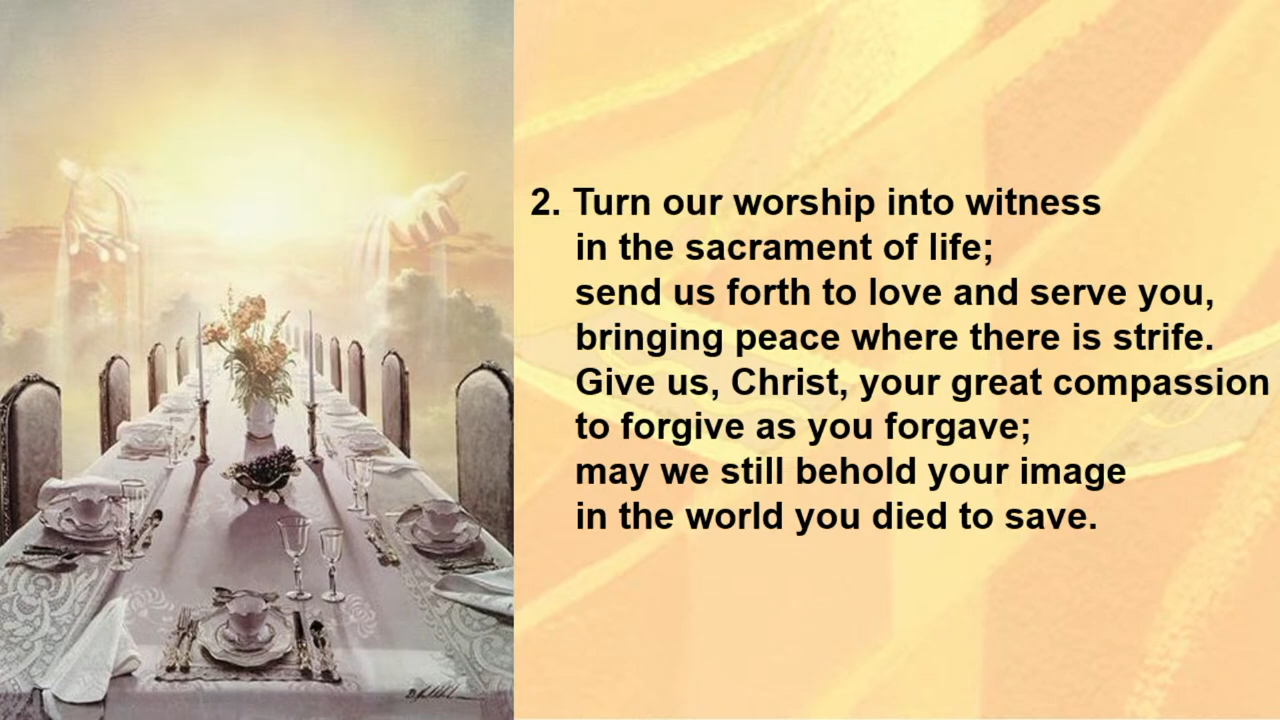 2. Turn our worship into witness
in the sacrament of life;
send us forth to love and serve you,
bringing peace where there is strife.
Give us, Christ, your great compassion
to forgive as you forgave;
may we still behold your image
in the world you died to save.